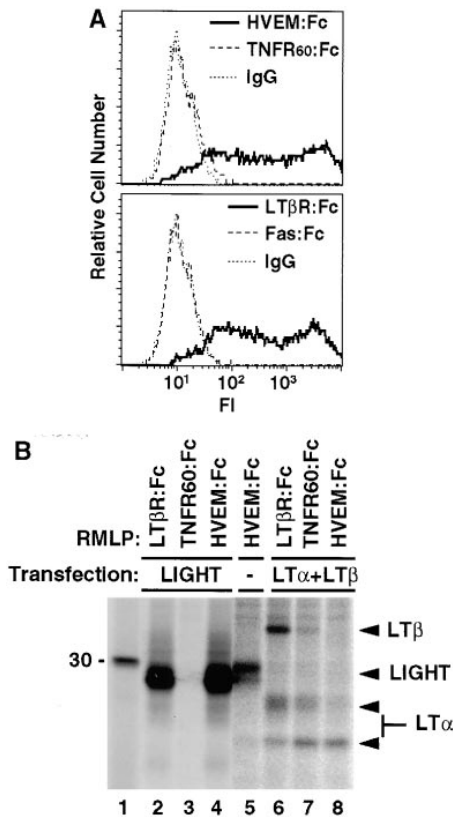 A
HVEM:Fc
TNFR60:Fc
IgG
LTβR:Fc
Fas:Fc
IgG
Relative Cell Number
10¹ 10² 10³
FI
B
RMLP: LTβR:Fc TNFR60:Fc HVEM:Fc HVEM:Fc LTβR:Fc TNFR60:Fc HVEM:Fc
Transfection: LIGHT - LTα+LTβ
30 -
LTβ
LIGHT
LTα
1 2 3 4 5 6 7 8